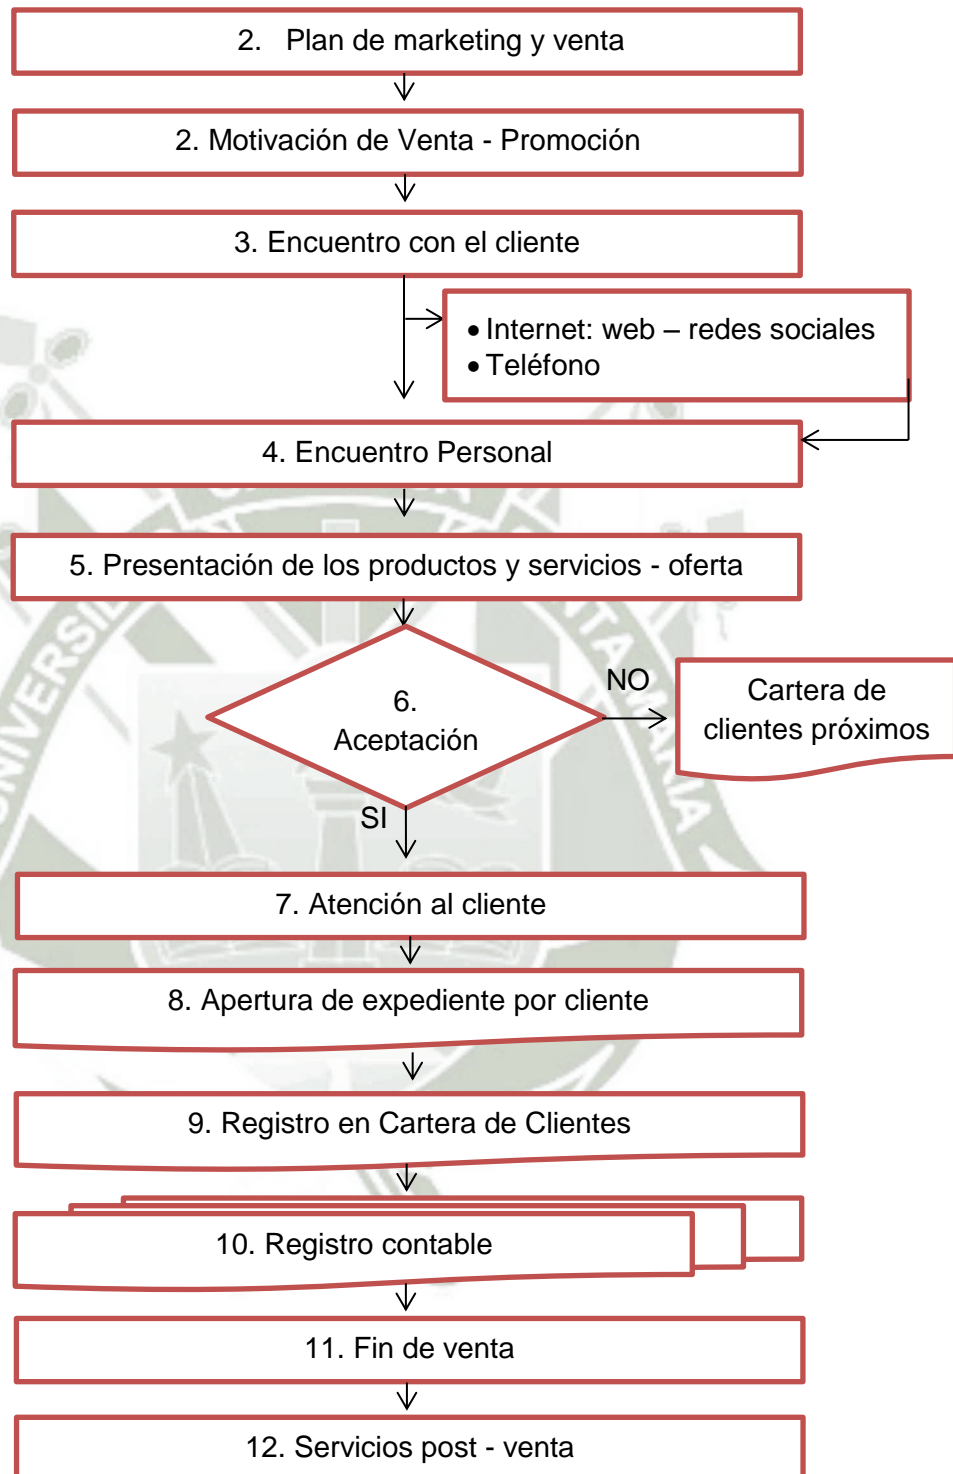 2. Plan de marketing y venta
2. Motivación de Venta - Promoción
3. Encuentro con el cliente
• Internet: web – redes sociales
• Teléfono
4. Encuentro Personal
5. Presentación de los productos y servicios - oferta
6.
Aceptación
NO
Cartera de
clientes próximos
SI
7. Atención al cliente
8. Apertura de expediente por cliente
9. Registro en Cartera de Clientes
10. Registro contable
11. Fin de venta
12. Servicios post - venta